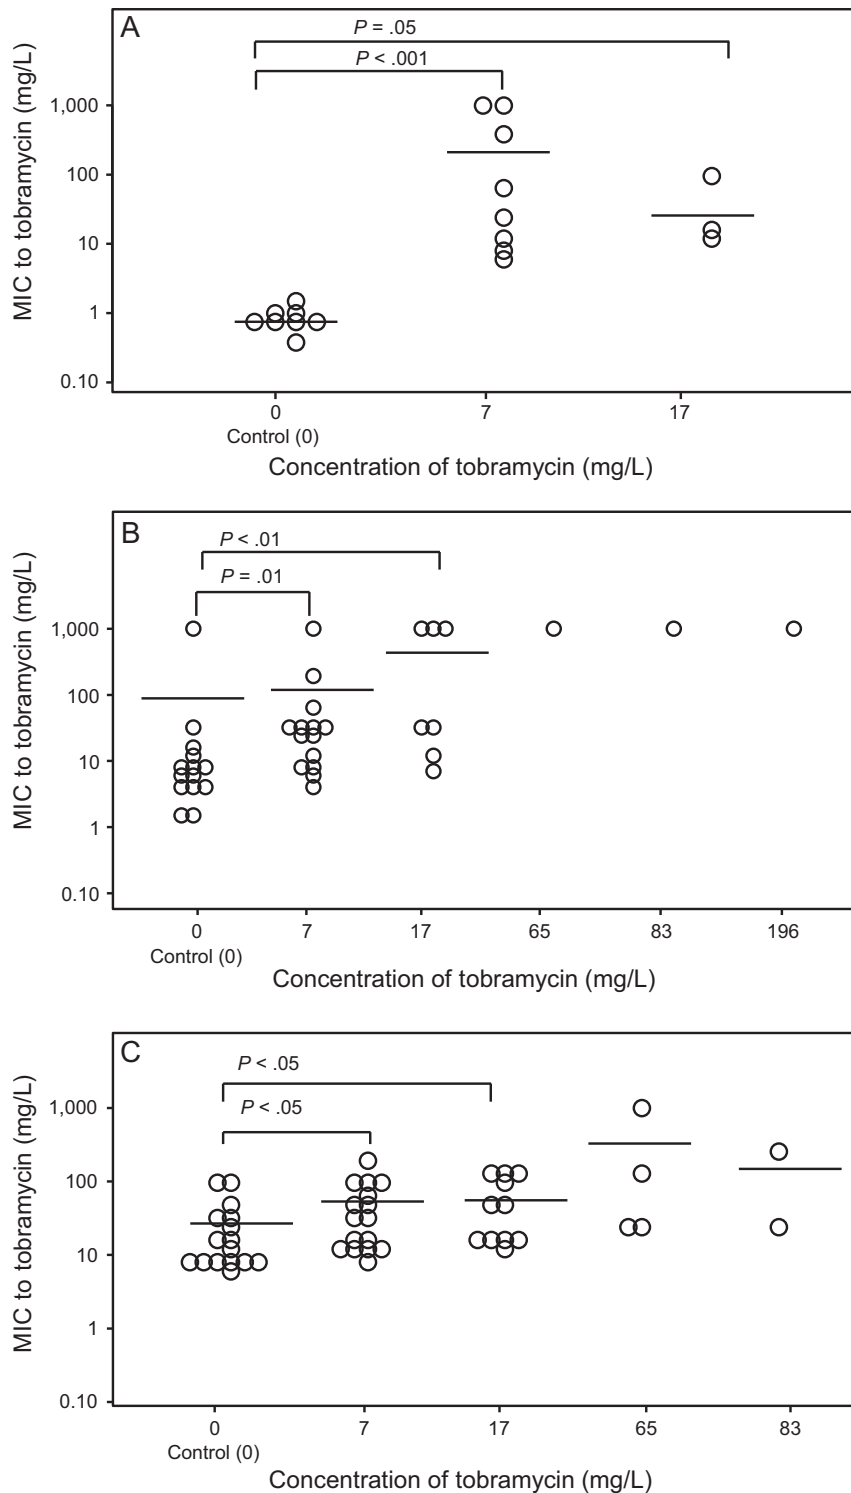 A
P = .05
P < .001
MIC to tobramycin (mg/L)
1,000
100
10
1
0.10
0 7 17
Control (0)
Concentration of tobramycin (mg/L)
B
P < .01
P = .01
MIC to tobramycin (mg/L)
1,000
100
10
1
0.10
0 7 17 65 83 196
Control (0)
Concentration of tobramycin (mg/L)
C
P < .05
P < .05
MIC to tobramycin (mg/L)
1,000
100
10
1
0.10
0 7 17 65 83
Control (0)
Concentration of tobramycin (mg/L)